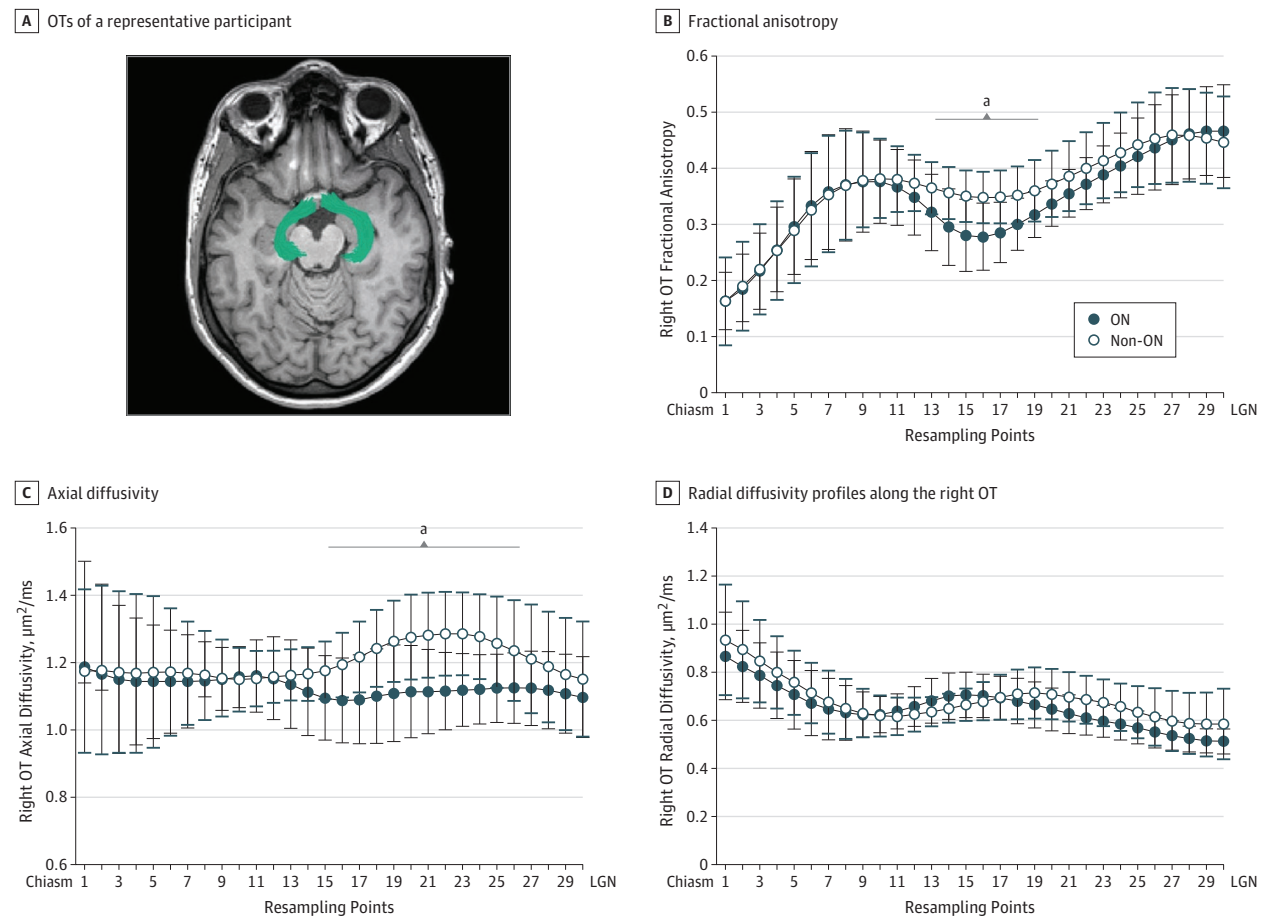 A OTs of a representative participant
B Fractional anisotropy
Right OT Fractional Anisotropy
0.6
0.5
0.4
0.3
0.2
0.1
0
a
ON
Non-ON
Chiasm 1 3 5 7 9 11 13 15 17 19 21 23 25 27 29 LGN
Resampling Points
C Axial diffusivity
Right OT Axial Diffusivity, μm²/ms
1.6
1.4
1.2
1.0
0.8
0.6
a
Chiasm 1 3 5 7 9 11 13 15 17 19 21 23 25 27 29 LGN
Resampling Points
D Radial diffusivity profiles along the right OT
Right OT Radial Diffusivity, μm²/ms
1.4
1.2
1.0
0.8
0.6
0.4
0.2
0
Chiasm 1 3 5 7 9 11 13 15 17 19 21 23 25 27 29 LGN
Resampling Points